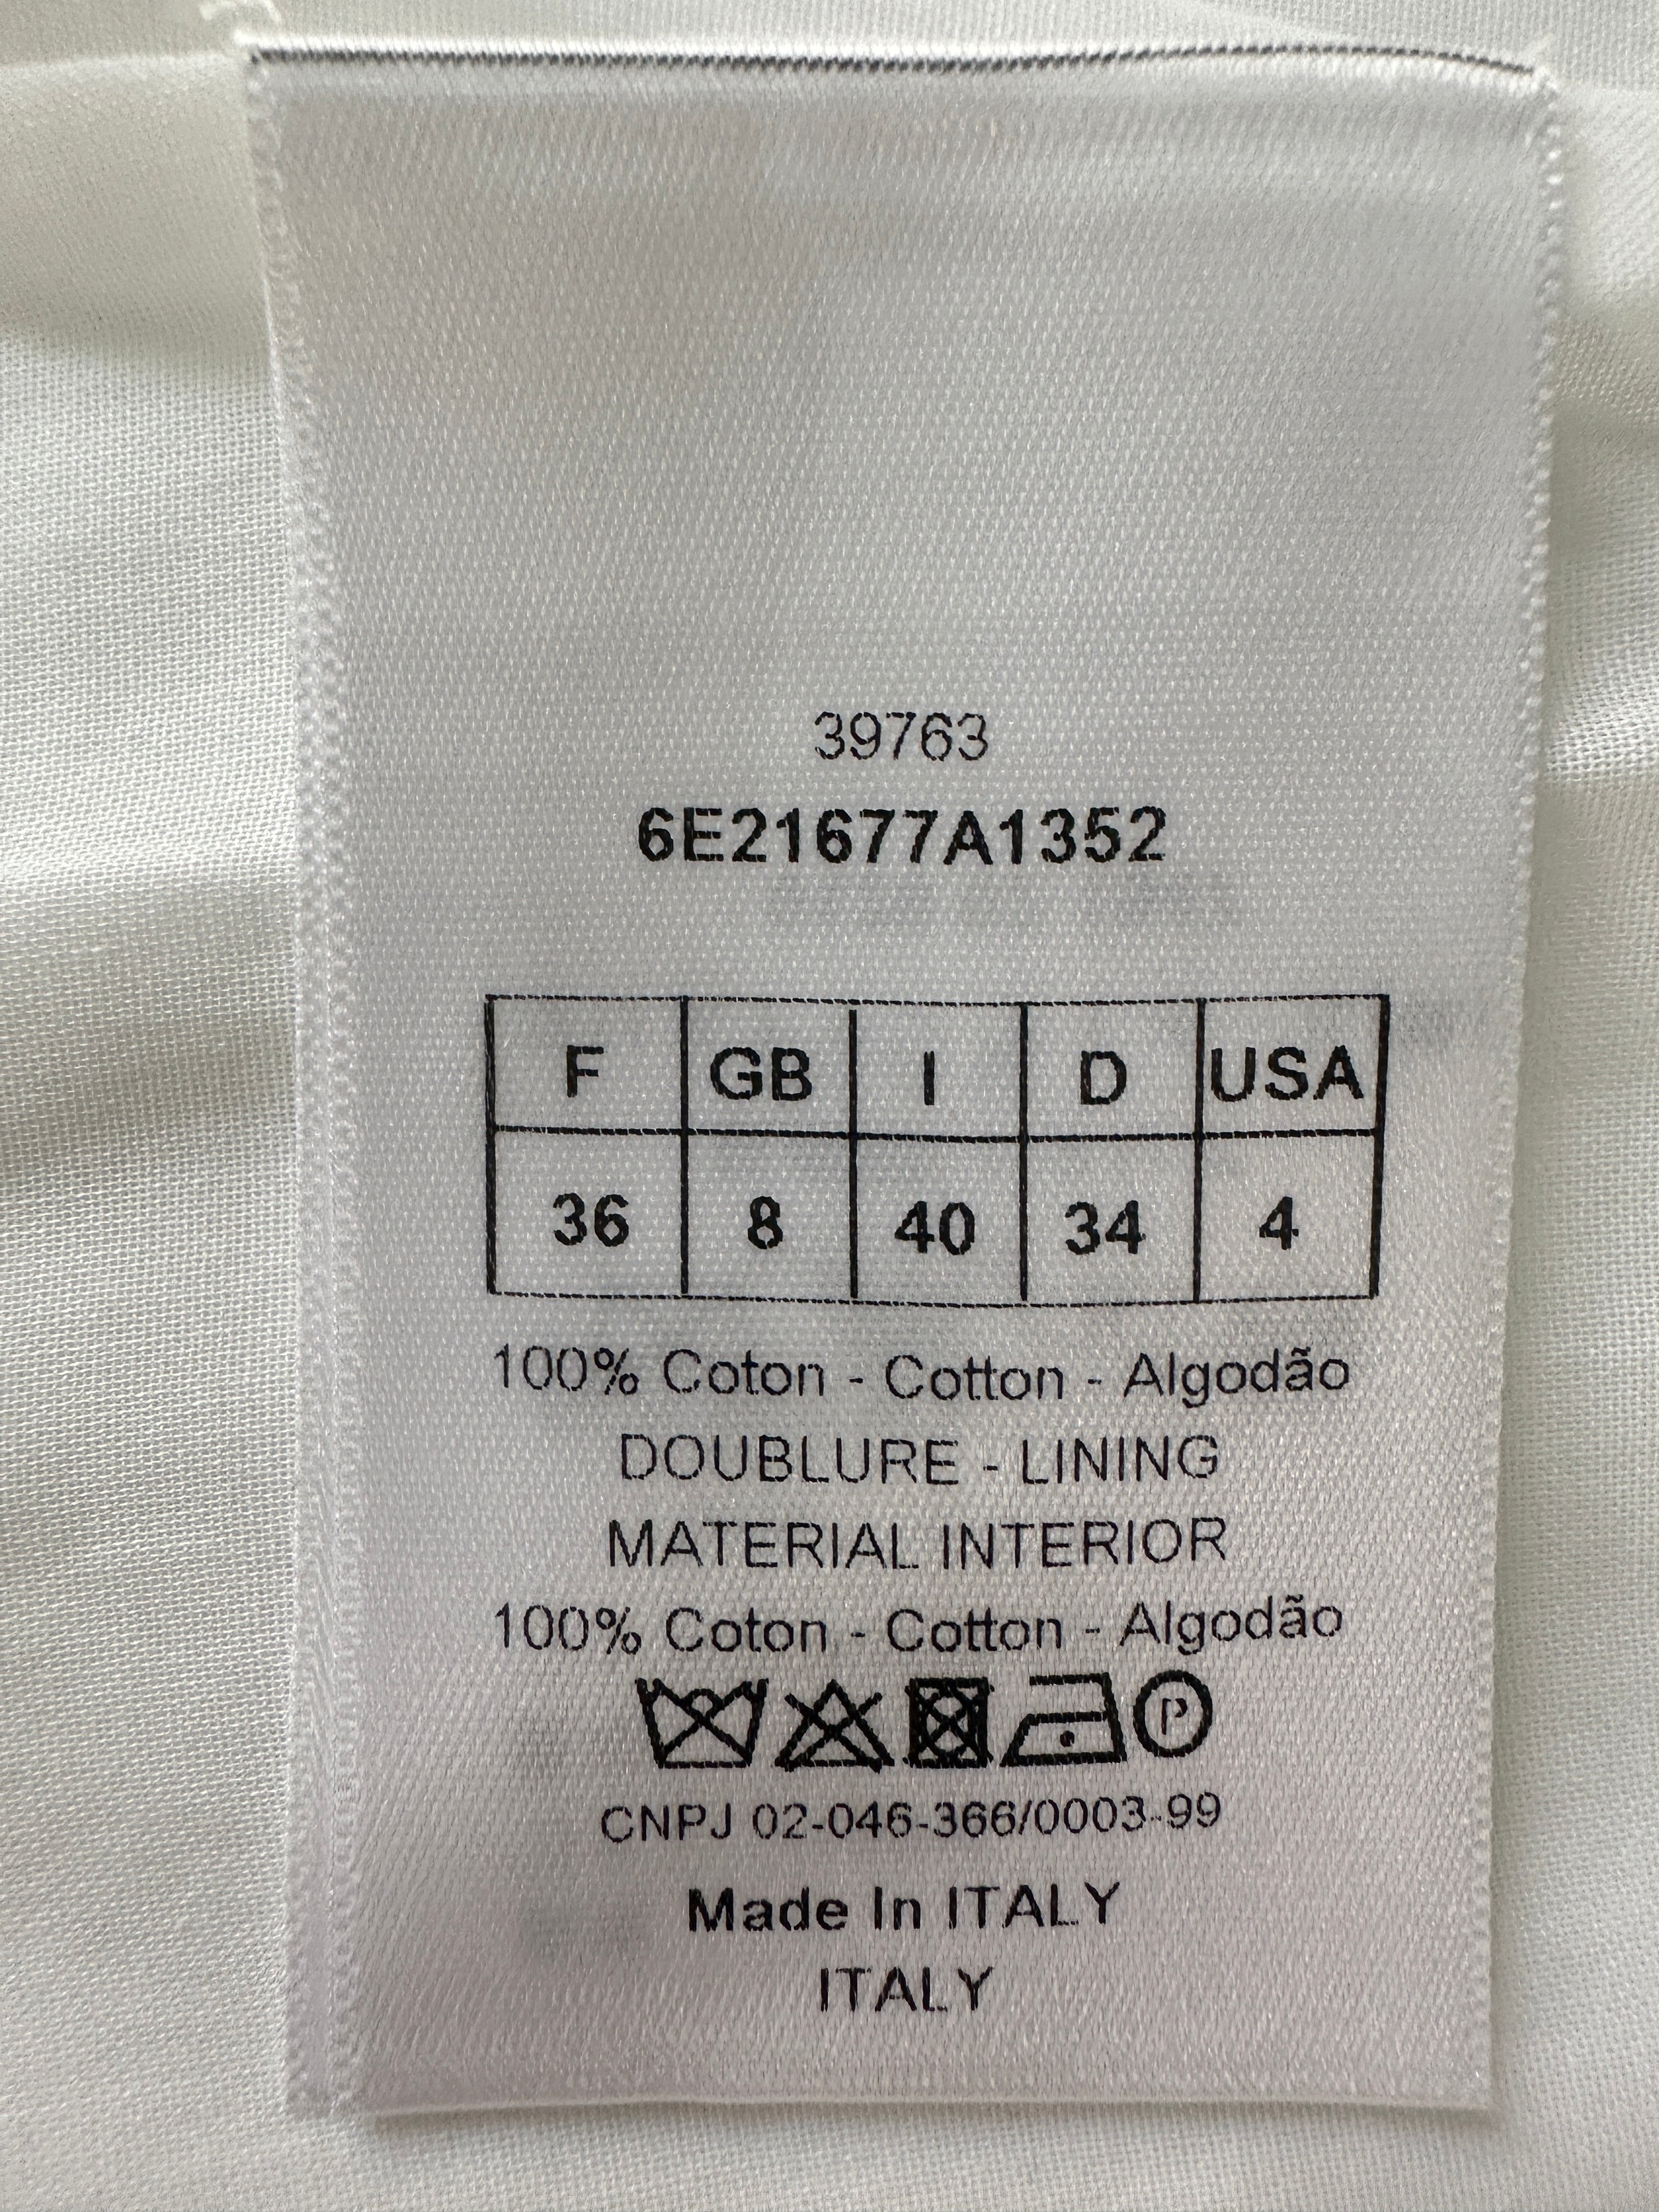 39763
6E21677A1352
F GB I D USA
36 8 40 34 4
100% Coton - Cotton - Algodão
DOUBLURE - LINING
MATERIAL INTERIOR
100% Coton - Cotton - Algodão
P
CNPJ 02-046-366/0003-99
Made In ITALY
ITALY